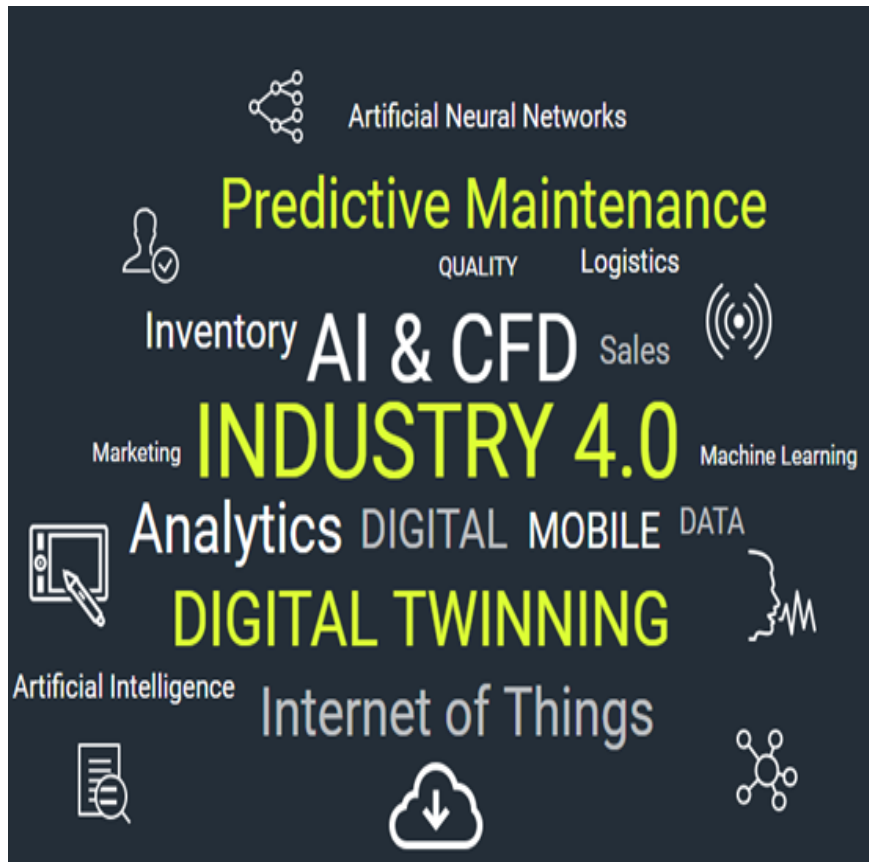 Artificial Neural Networks
Predictive Maintenance
QUALITY Logistics
Inventory AI & CFD Sales
Marketing INDUSTRY 4.0 Machine Learning
Analytics DIGITAL MOBILE DATA
DIGITAL TWINNING
Artificial Intelligence Internet of Things